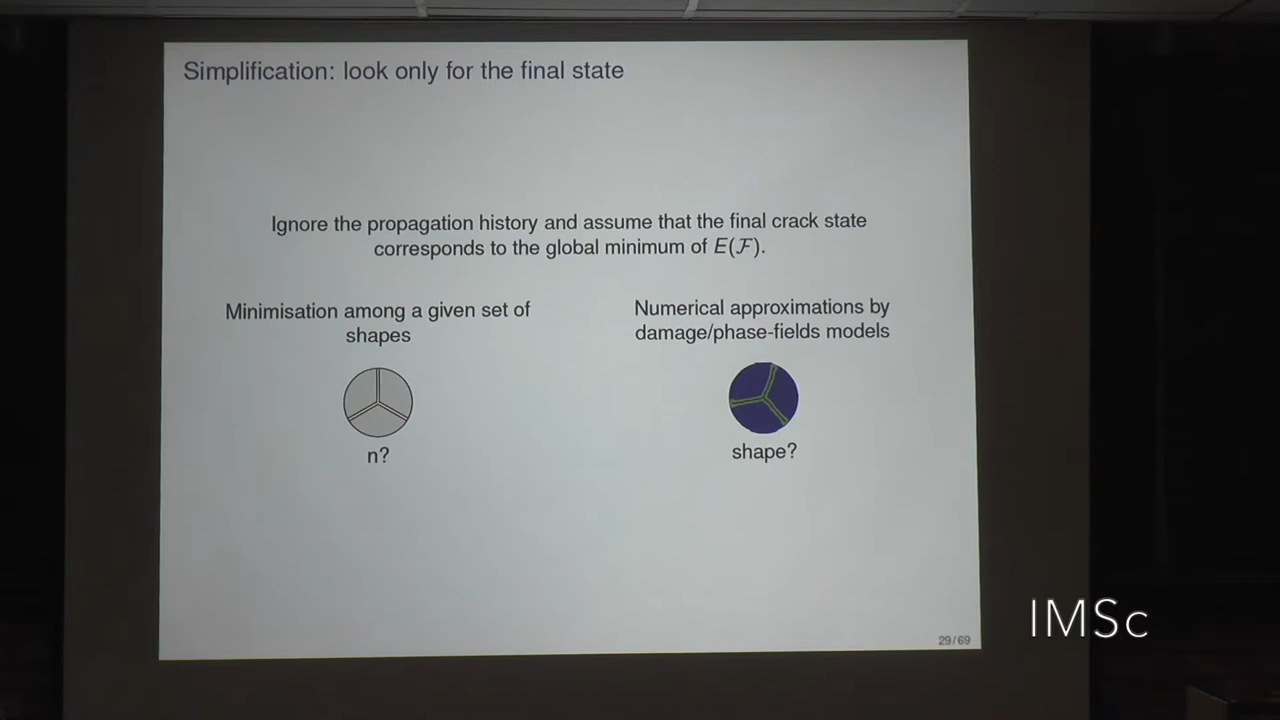 Simplification: look only for the final state
Ignore the propagation history and assume that the final crack state
corresponds to the global minimum of E(ℱ).
Minimisation among a given set of
shapes
n?
Numerical approximations by
damage/phase-fields models
shape?
29/69
IMSc